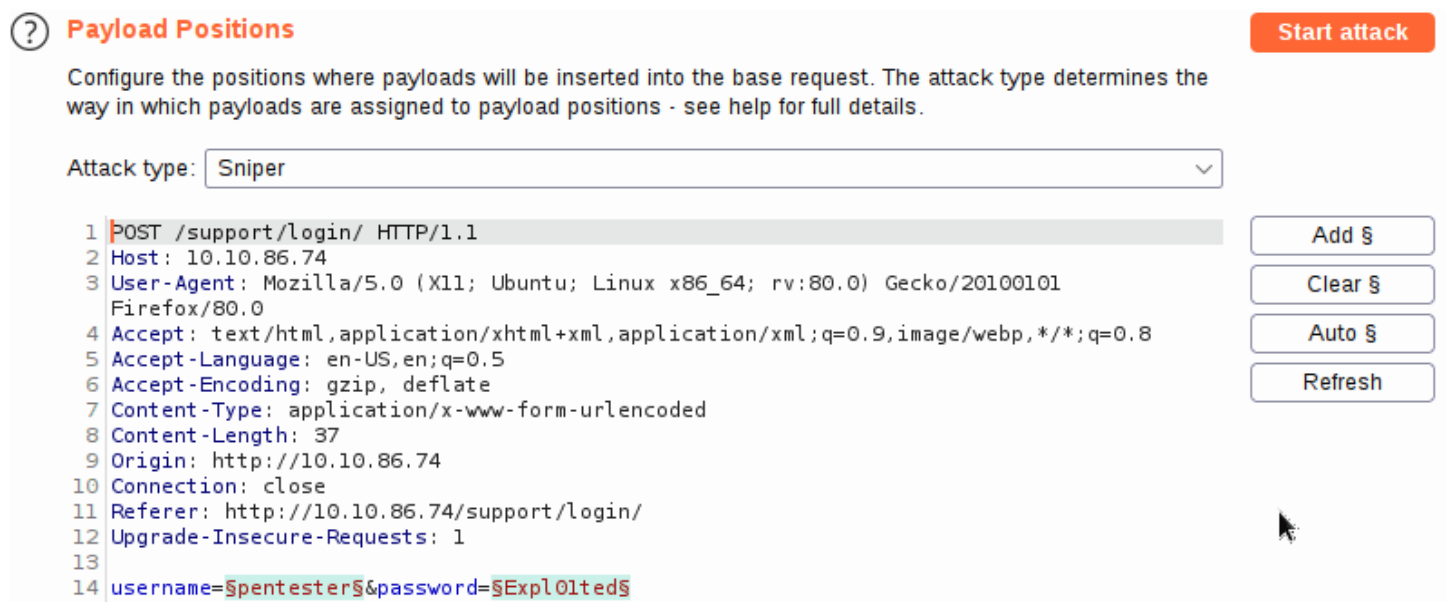 ? Payload Positions
Start attack
Configure the positions where payloads will be inserted into the base request. The attack type determines the
way in which payloads are assigned to payload positions - see help for full details.
Attack type: Sniper
1 POST /support/login/ HTTP/1.1
2 Host: 10.10.86.74
3 User-Agent: Mozilla/5.0 (X11; Ubuntu; Linux x86_64; rv:80.0) Gecko/20100101
Firefox/80.0
4 Accept: text/html,application/xhtml+xml,application/xml;q=0.9,image/webp,*/*;q=0.8
5 Accept-Language: en-US,en;q=0.5
6 Accept-Encoding: gzip, deflate
7 Content-Type: application/x-www-form-urlencoded
8 Content-Length: 37
9 Origin: http://10.10.86.74
10 Connection: close
11 Referer: http://10.10.86.74/support/login/
12 Upgrade-Insecure-Requests: 1
13
14 username=§pentester§&password=§Expl01ted§
Add §
Clear §
Auto §
Refresh